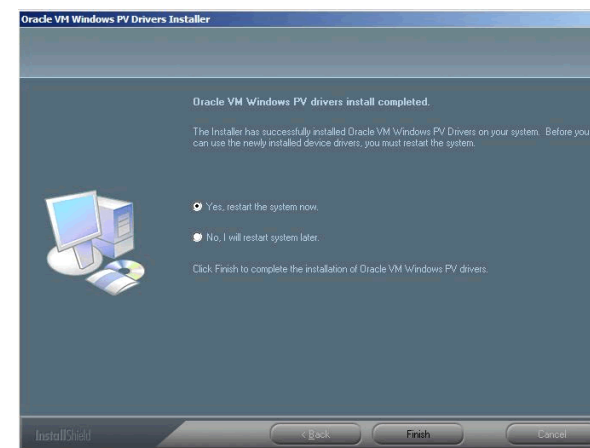 Oracle VM Windows PV Drivers Installer
Oracle VM Windows PV drivers install completed.
The Installer has successfully installed Oracle VM Windows PV Drivers on your system. Before you
can use the newly installed device drivers, you must restart the system.
Yes, restart the system now.
No, I will restart system later.
Click Finish to complete the installation of Oracle VM Windows PV drivers.
InstallShield
< Back
Finish
Cancel